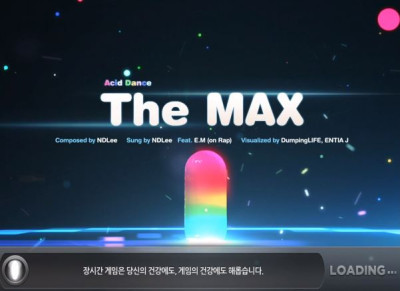 Acid Dance
The MAX
Composed by NDLee Sung by NDLee Feat. E.M (on Rap) Visualized by DumpingLIFE, ENTIA J
장시간 게임은 당신의 건강에도, 게임의 건강에도 해롭습니다.
LOADING...